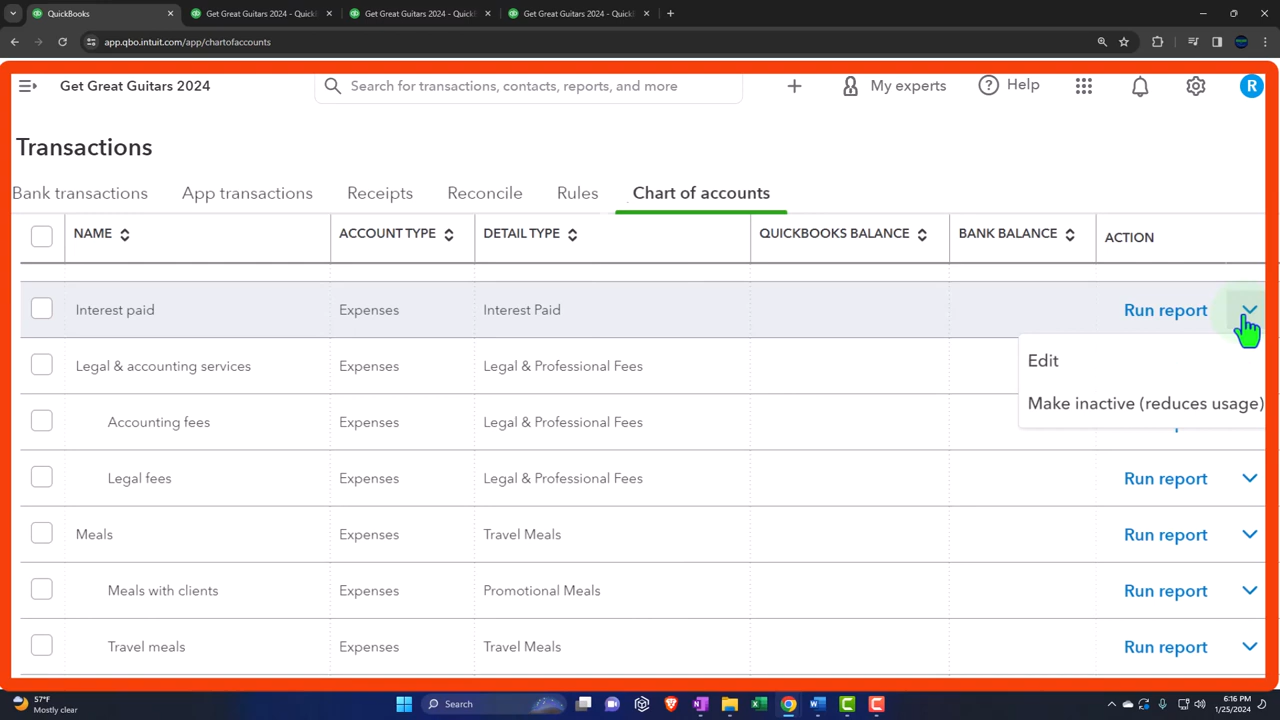 QuickBooks
Get Great Guitars 2024 - QuickB
Get Great Guitars 2024 - QuickB
Get Great Guitars 2024 - QuickB
app.qbo.intuit.com/app/chartofaccounts
Get Great Guitars 2024
Search for transactions, contacts, reports, and more
My experts
Help
R
Transactions
Bank transactions App transactions Receipts Reconcile Rules Chart of accounts
NAME ACCOUNT TYPE DETAIL TYPE QUICKBOOKS BALANCE BANK BALANCE ACTION
Interest paid Expenses Interest Paid Run report
Edit
Make inactive (reduces usage)
Legal & accounting services Expenses Legal & Professional Fees
Accounting fees Expenses Legal & Professional Fees
Legal fees Expenses Legal & Professional Fees Run report
Meals Expenses Travel Meals Run report
Meals with clients Expenses Promotional Meals Run report
Travel meals Expenses Travel Meals Run report
57°F
Mostly clear
Search
6:16 PM
1/25/2024